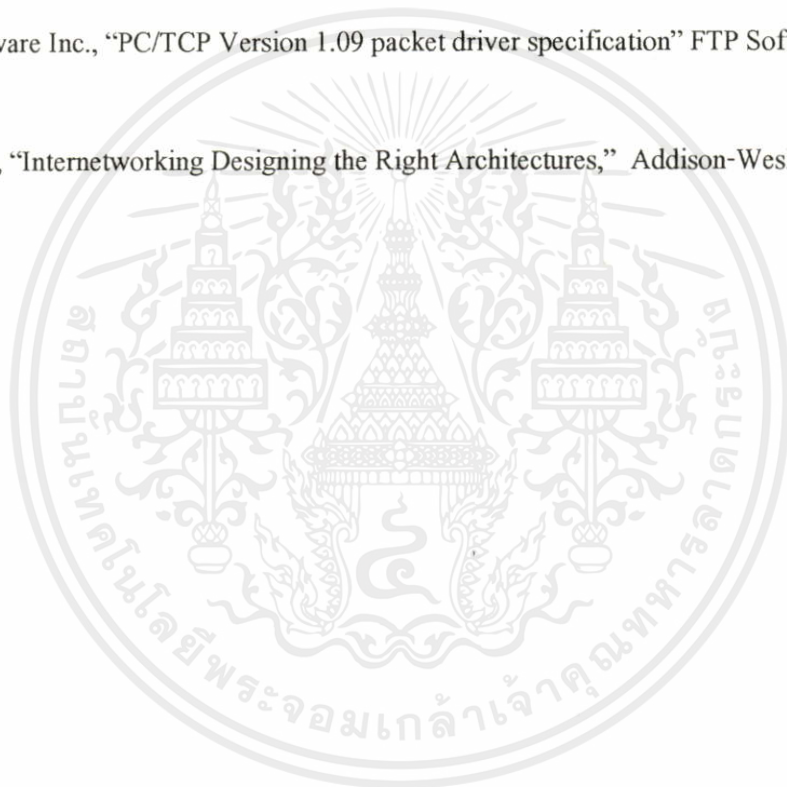 ware Inc., “PC/TCP Version 1.09 packet driver specification” FTP Sof
, “Internetworking Designing the Right Architectures,” Addison-Wesl
สถาบันเทคโนโลยีพระจอมเกล้าเจ้าคุณทหารลาดกระบัง